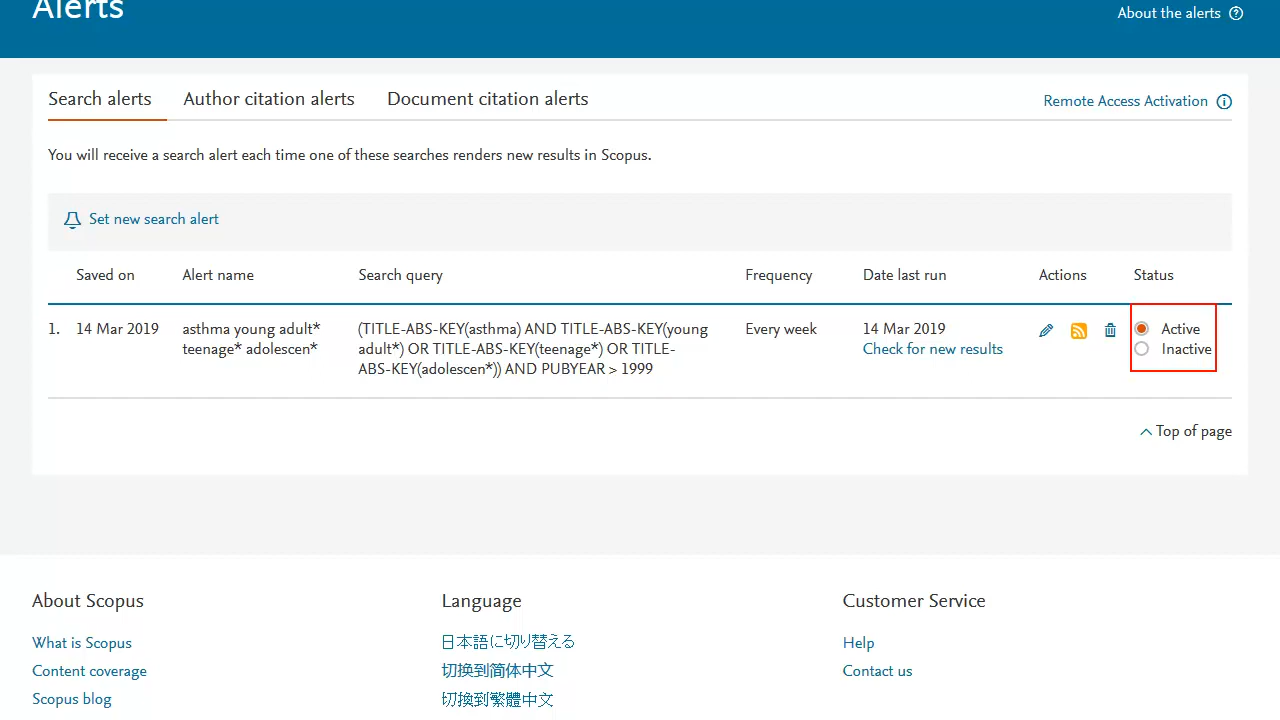 Alerts
About the alerts
Search alerts
Author citation alerts
Document citation alerts
Remote Access Activation
You will receive a search alert each time one of these searches renders new results in Scopus.
Set new search alert
Saved on
Alert name
Search query
Frequency
Date last run
Actions
Status
1.
14 Mar 2019
asthma young adult*
teenage* adolescen*
(TITLE-ABS-KEY(asthma) AND TITLE-ABS-KEY(young
adult*) OR TITLE-ABS-KEY(teenage*) OR TITLE-
ABS-KEY(adolescen*)) AND PUBYEAR > 1999
Every week
14 Mar 2019
Check for new results
Active
Inactive
Top of page
About Scopus
What is Scopus
Content coverage
Scopus blog
Language
日本語に切り替える
切换到简体中文
切換到繁體中文
Customer Service
Help
Contact us